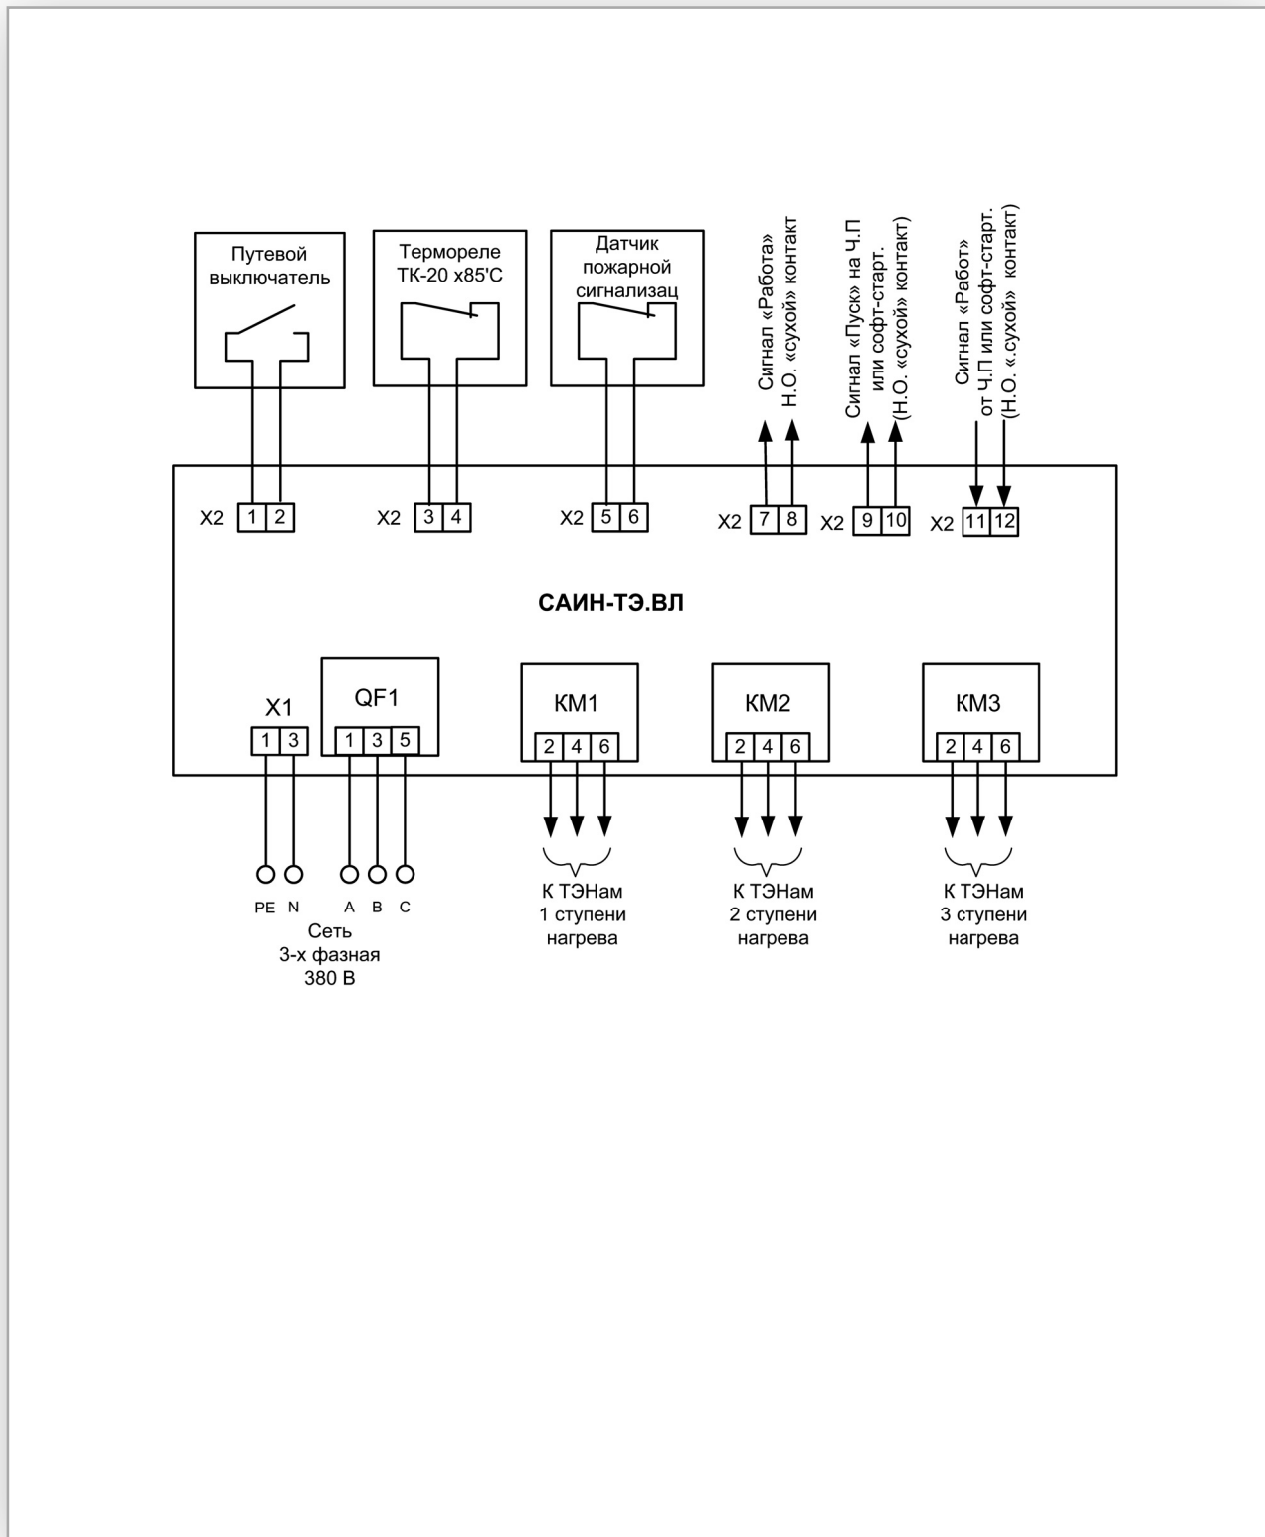 Путевой
выключатель
Термореле
ТК-20 х85'С
Датчик
пожарной
сигнализац
Сигнал «Работа»
Н.О. «сухой» контакт
Сигнал «Пуск» на Ч.П
или софт-старт.
(Н.О. «сухой» контакт)
Сигнал «Работ»
от Ч.П или софт-старт.
(Н.О. «.сухой» контакт)
X2 1 2
X2 3 4
X2 5 6
X2 7 8
X2 9 10
X2 11 12
САИН-ТЭ.ВЛ
X1
1 3
QF1
1 3 5
КМ1
2 4 6
КМ2
2 4 6
КМ3
2 4 6
PE N A B C
Сеть
3-х фазная
380 В
К ТЭНам
1 ступени
нагрева
К ТЭНам
2 ступени
нагрева
К ТЭНам
3 ступени
нагрева